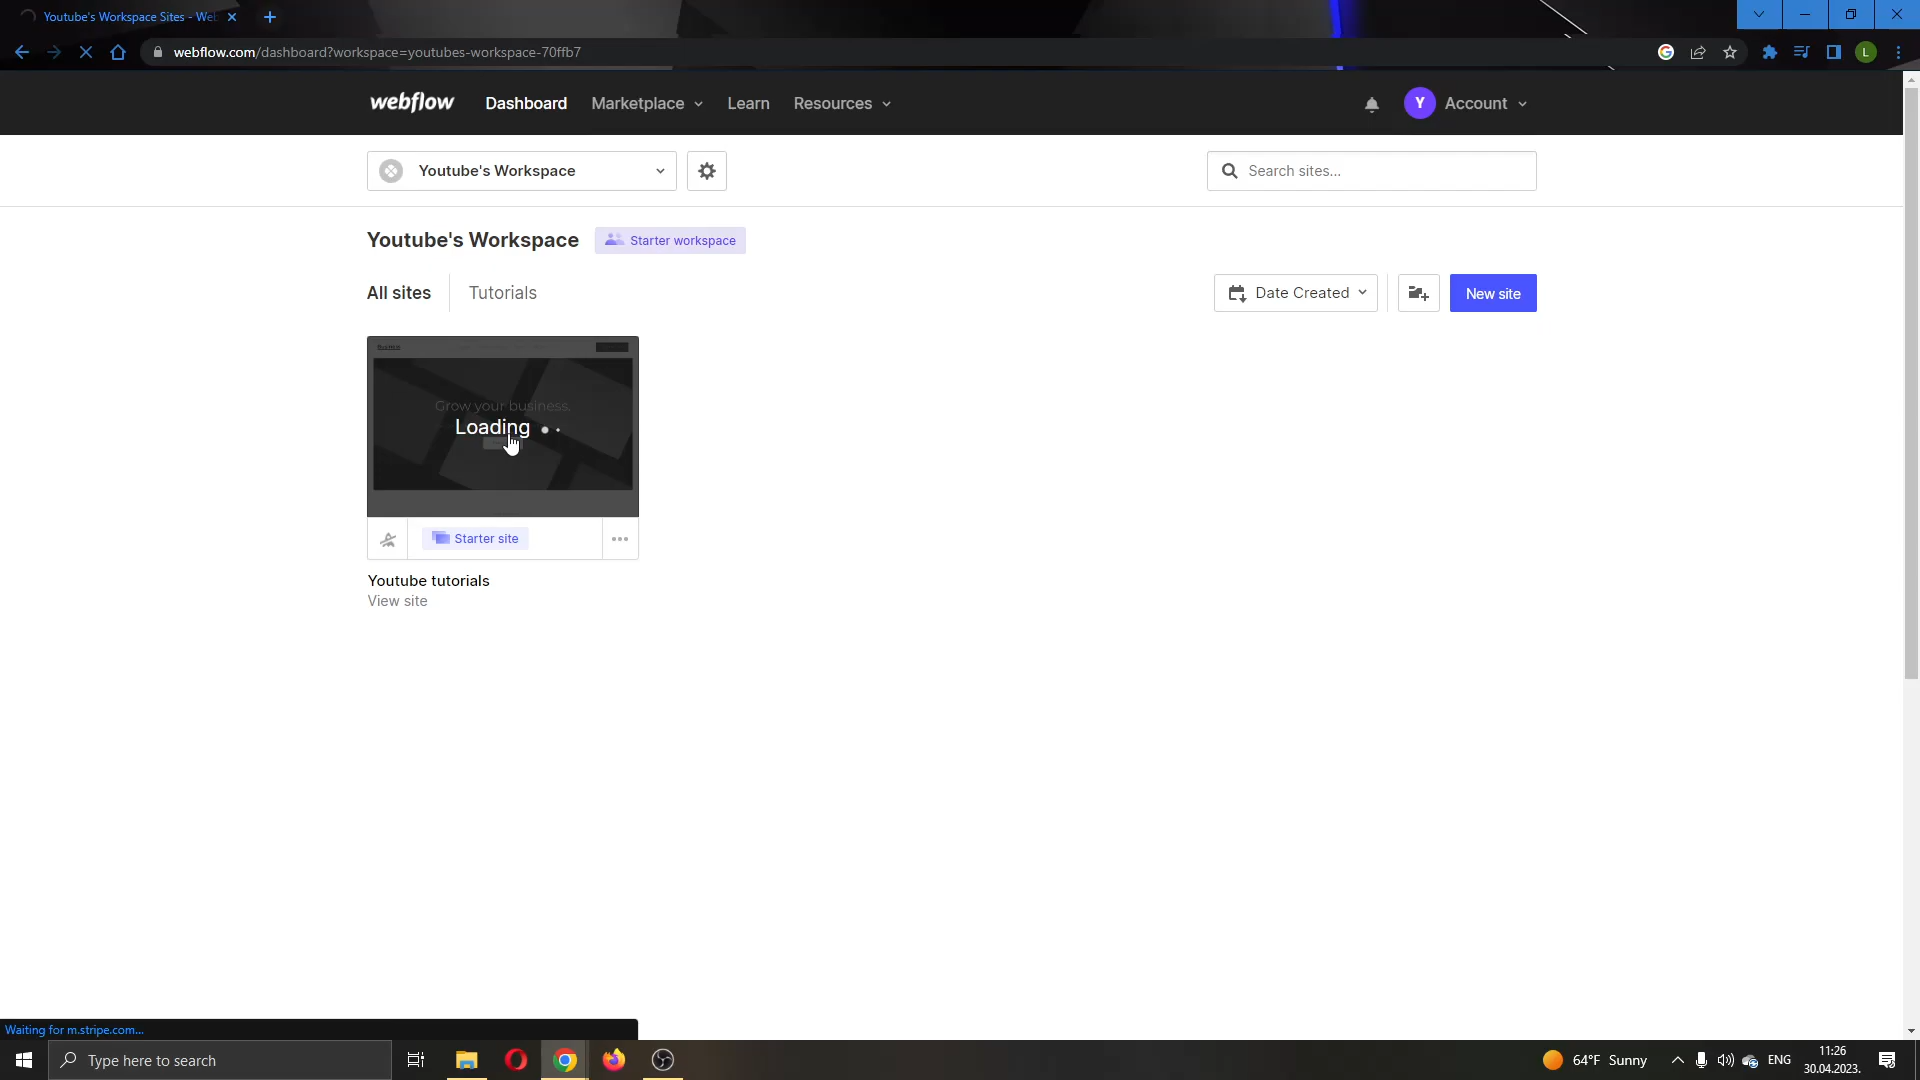 Youtube's Workspace Sites - Wel
webflow.com/dashboard?workspace=youtubes-workspace-70ffb7
L
webflow
Dashboard
Marketplace
Learn
Resources
Y
Account
Youtube's Workspace
Search sites...
Youtube's Workspace
Starter workspace
All sites
Tutorials
Date Created
New site
Grow your business.
Loading
Starter site
Youtube tutorials
View site
Waiting for m.stripe.com...
Type here to search
64°F Sunny
ENG
11:26
30.04.2023.